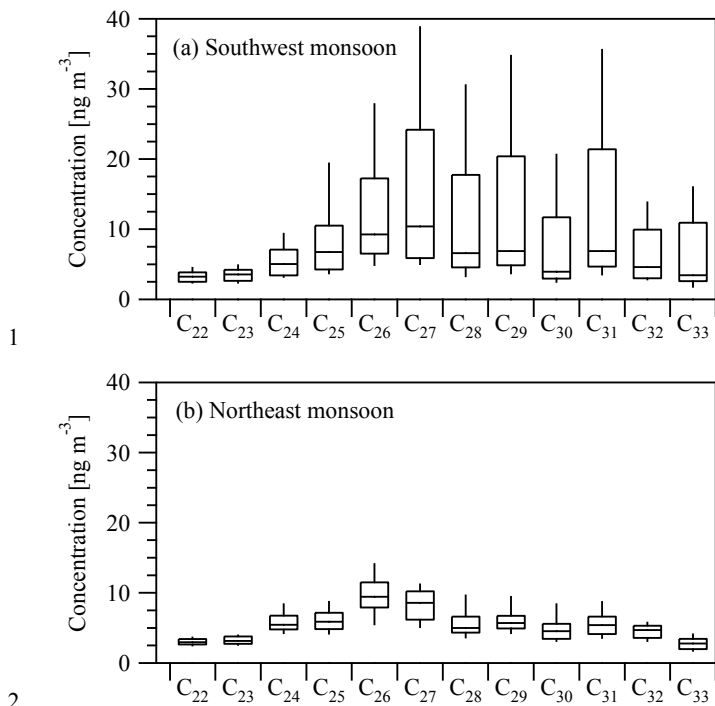 40
(a) Southwest monsoon
30
20
10
0
Concentration [ng m-3]
C22 C23 C24 C25 C26 C27 C28 C29 C30 C31 C32 C33
1
40
(b) Northeast monsoon
30
20
10
0
Concentration [ng m-3]
C22 C23 C24 C25 C26 C27 C28 C29 C30 C31 C32 C33
2